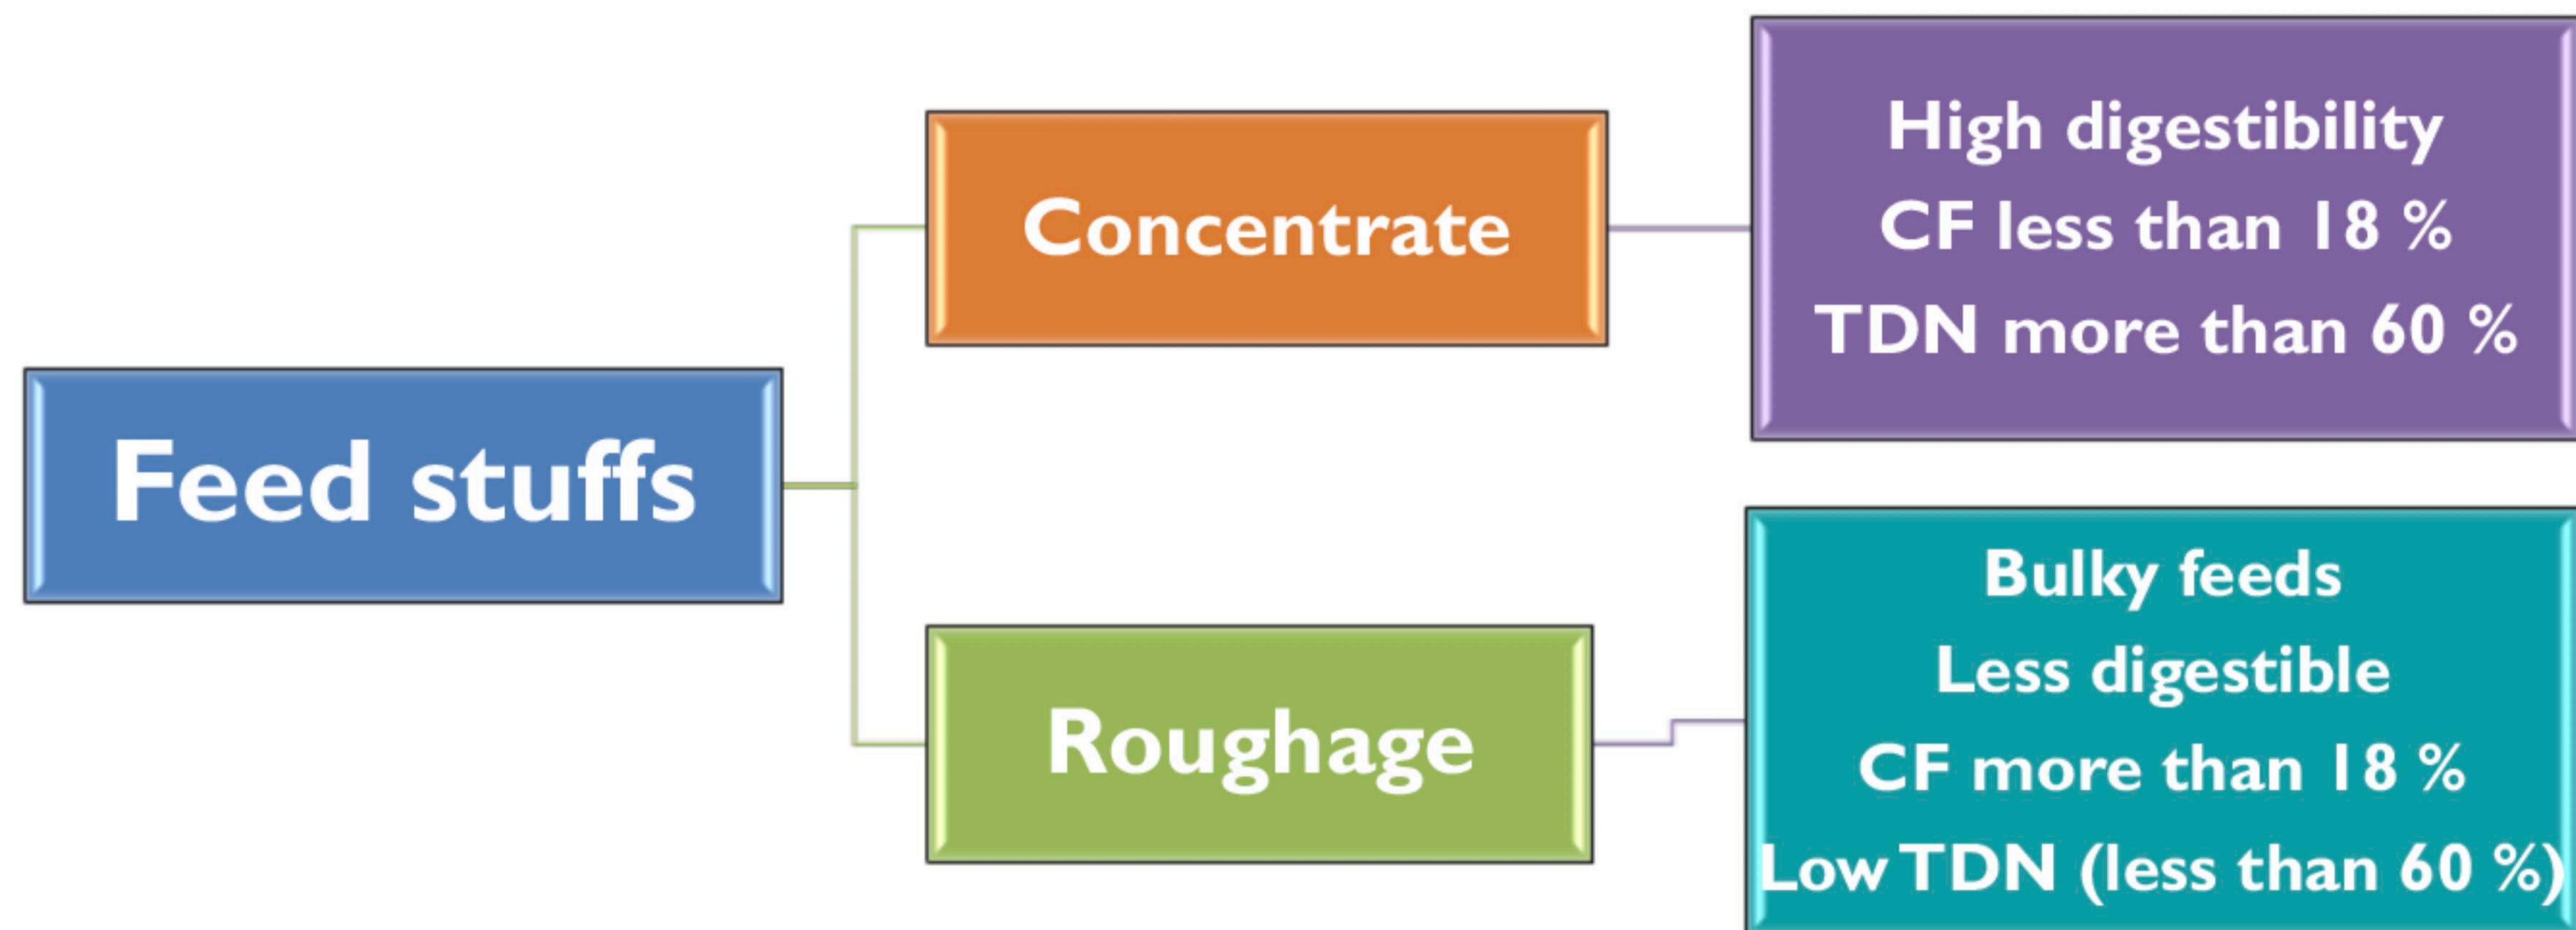 Feed stuffs
Concentrate
High digestibility
CF less than 18 %
TDN more than 60 %
Roughage
Bulky feeds
Less digestible
CF more than 18 %
Low TDN (less than 60 %)